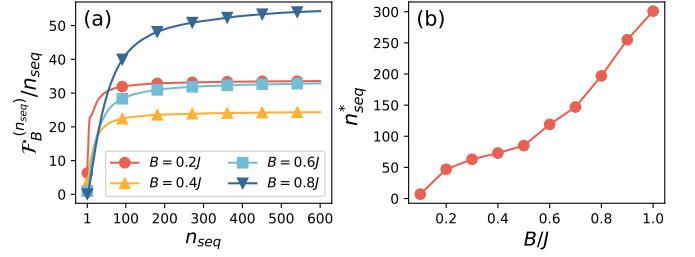 (a)
50
40
30
20
10
0
F_B^(n_seq)/n_seq
B = 0.2J
B = 0.4J
B = 0.6J
B = 0.8J
1 100 200 300 400 500 600
n_seq
(b)
300
250
200
150
100
50
0
n*_seq
0.2 0.4 0.6 0.8 1.0
B/J